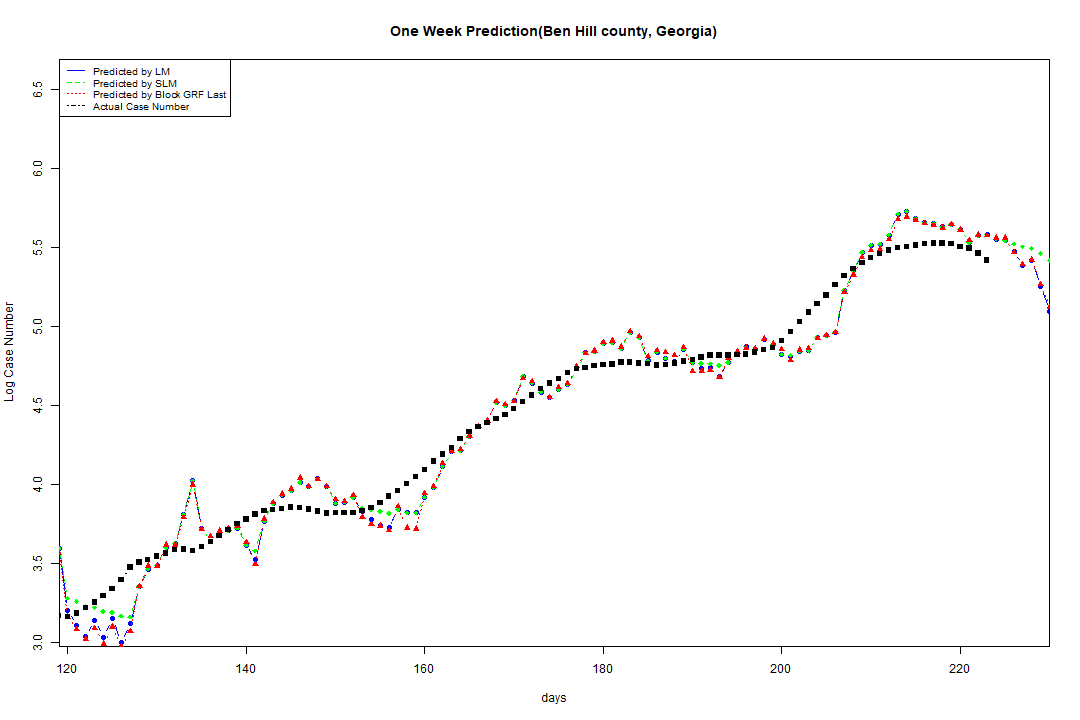 One Week Prediction(Ben Hill county, Georgia)
Predicted by LM
Predicted by SLM
Predicted by Block GRF Last
Actual Case Number
6.5
6.0
5.5
5.0
4.5
4.0
3.5
3.0
Log Case Number
120 140 160 180 200 220
days